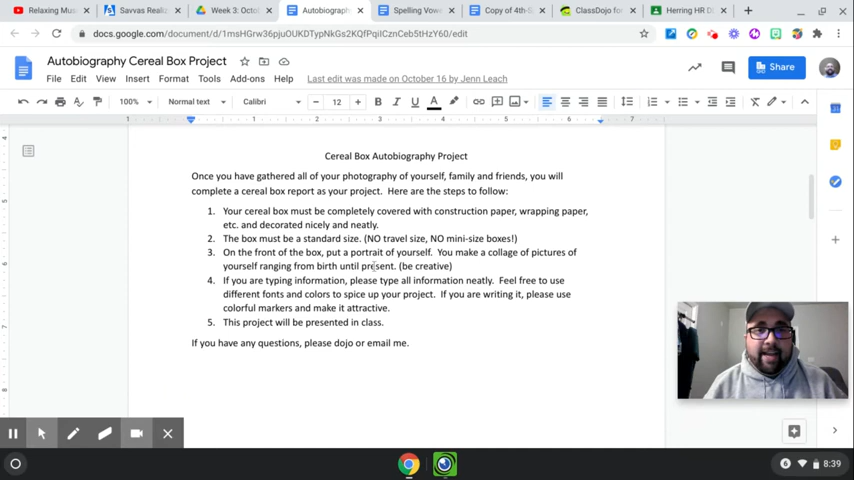 Relaxing Mus
Savvas Realiz
Week 3: Octo
Autobiograph
Spelling Vow
Copy of 4th-S
ClassDojo fo
Herring HR D
docs.google.com/document/d/1msHGrw36pjuOUKDTypNkGs2KQfPqiICznCeb5tHzY60/edit
Autobiography Cereal Box Project
File Edit View Insert Format Tools Add-ons Help Last edit was made on October 16 by Jenn Leach
Share
100% Normal text Calibri 12
1 1 2 3 4 5 6 7
Cereal Box Autobiography Project
Once you have gathered all of your photography of yourself, family and friends, you will
complete a cereal box report as your project. Here are the steps to follow:
1. Your cereal box must be completely covered with construction paper, wrapping paper,
etc. and decorated nicely and neatly.
2. The box must be a standard size. (NO travel size, NO mini-size boxes!)
3. On the front of the box, put a portrait of yourself. You make a collage of pictures of
yourself ranging from birth until present. (be creative)
4. If you are typing information, please type all information neatly. Feel free to use
different fonts and colors to spice up your project. If you are writing it, please use
colorful markers and make it attractive.
5. This project will be presented in class.
If you have any questions, please dojo or email me.
6 8:39